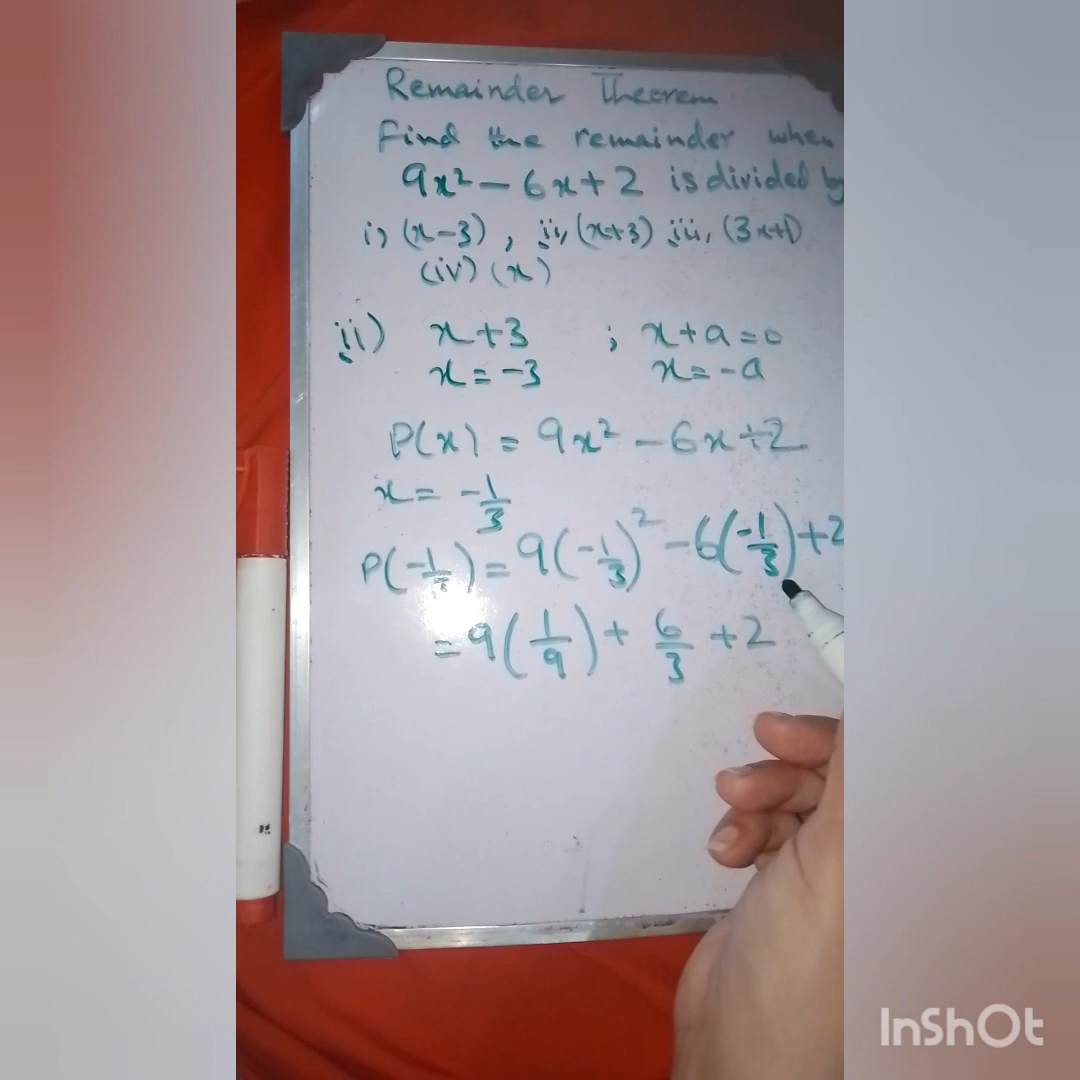 Remainder Theorem
Find the remainder when
9x² - 6x + 2 is divided by
i, (x-3) , ii, (x+3) iii, (3x+1)
(iv) (x)
ii) x+3 ; x+a=0
x = -3 x = -a
P(x) = 9x² - 6x + 2
x = -1/3
P(-1/3) = 9(-1/3)² - 6(-1/3) + 2
= 9(1/9) + 6/3 + 2
InShOt